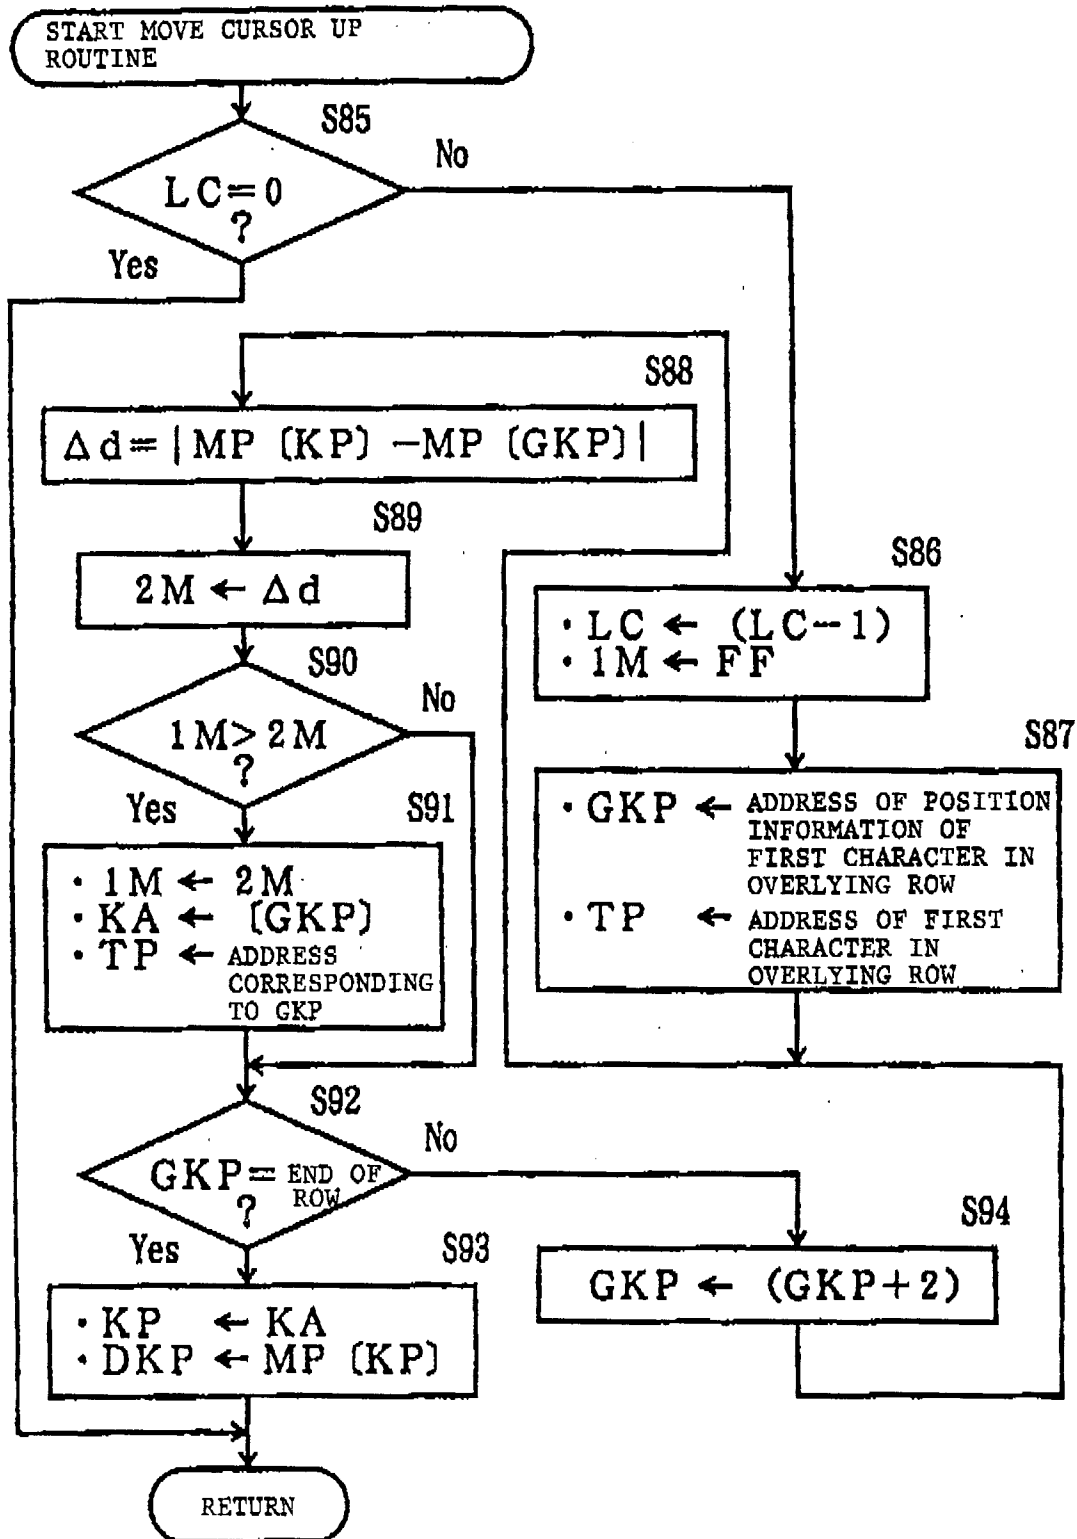 START MOVE CURSOR UP
ROUTINE
S85
LC=0
?
No
Yes
S88
Δd=|MP (KP) -MP (GKP)|
S89
2M ← Δd
S90
1M>2M
?
No
Yes
S91
・1M ← 2M
・KA ← (GKP)
・TP ← ADDRESS
CORRESPONDING
TO GKP
S86
・LC ← (LC-1)
・1M ← FF
S87
・GKP ← ADDRESS OF POSITION
INFORMATION OF
FIRST CHARACTER IN
OVERLYING ROW
・TP ← ADDRESS OF FIRST
CHARACTER IN
OVERLYING ROW
S92
GKP= END OF
ROW
?
No
Yes
S93
・KP ← KA
・DKP ← MP (KP)
S94
GKP ← (GKP+2)
RETURN